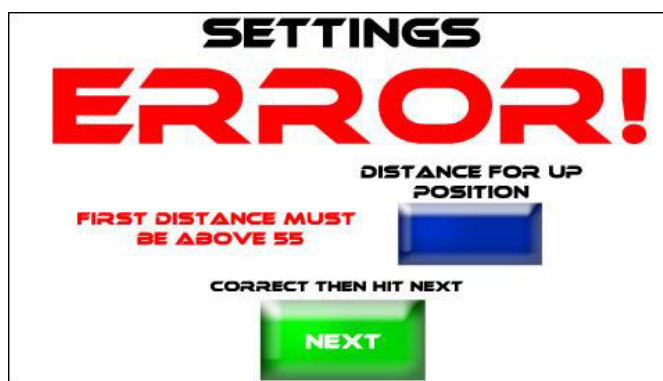 SETTINGS
ERROR!
DISTANCE FOR UP
POSITION
FIRST DISTANCE MUST
BE ABOVE 55
CORRECT THEN HIT NEXT
NEXT